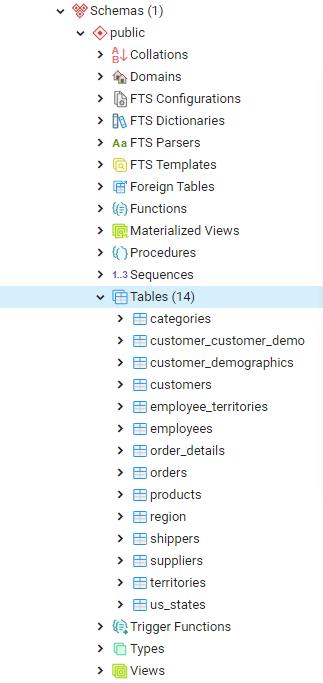 Schemas (1)
public
Collations
Domains
FTS Configurations
FTS Dictionaries
Aa FTS Parsers
FTS Templates
Foreign Tables
Functions
Materialized Views
Procedures
1..3 Sequences
Tables (14)
categories
customer_customer_demo
customer_demographics
customers
employee_territories
employees
order_details
orders
products
region
shippers
suppliers
territories
us_states
Trigger Functions
Types
Views